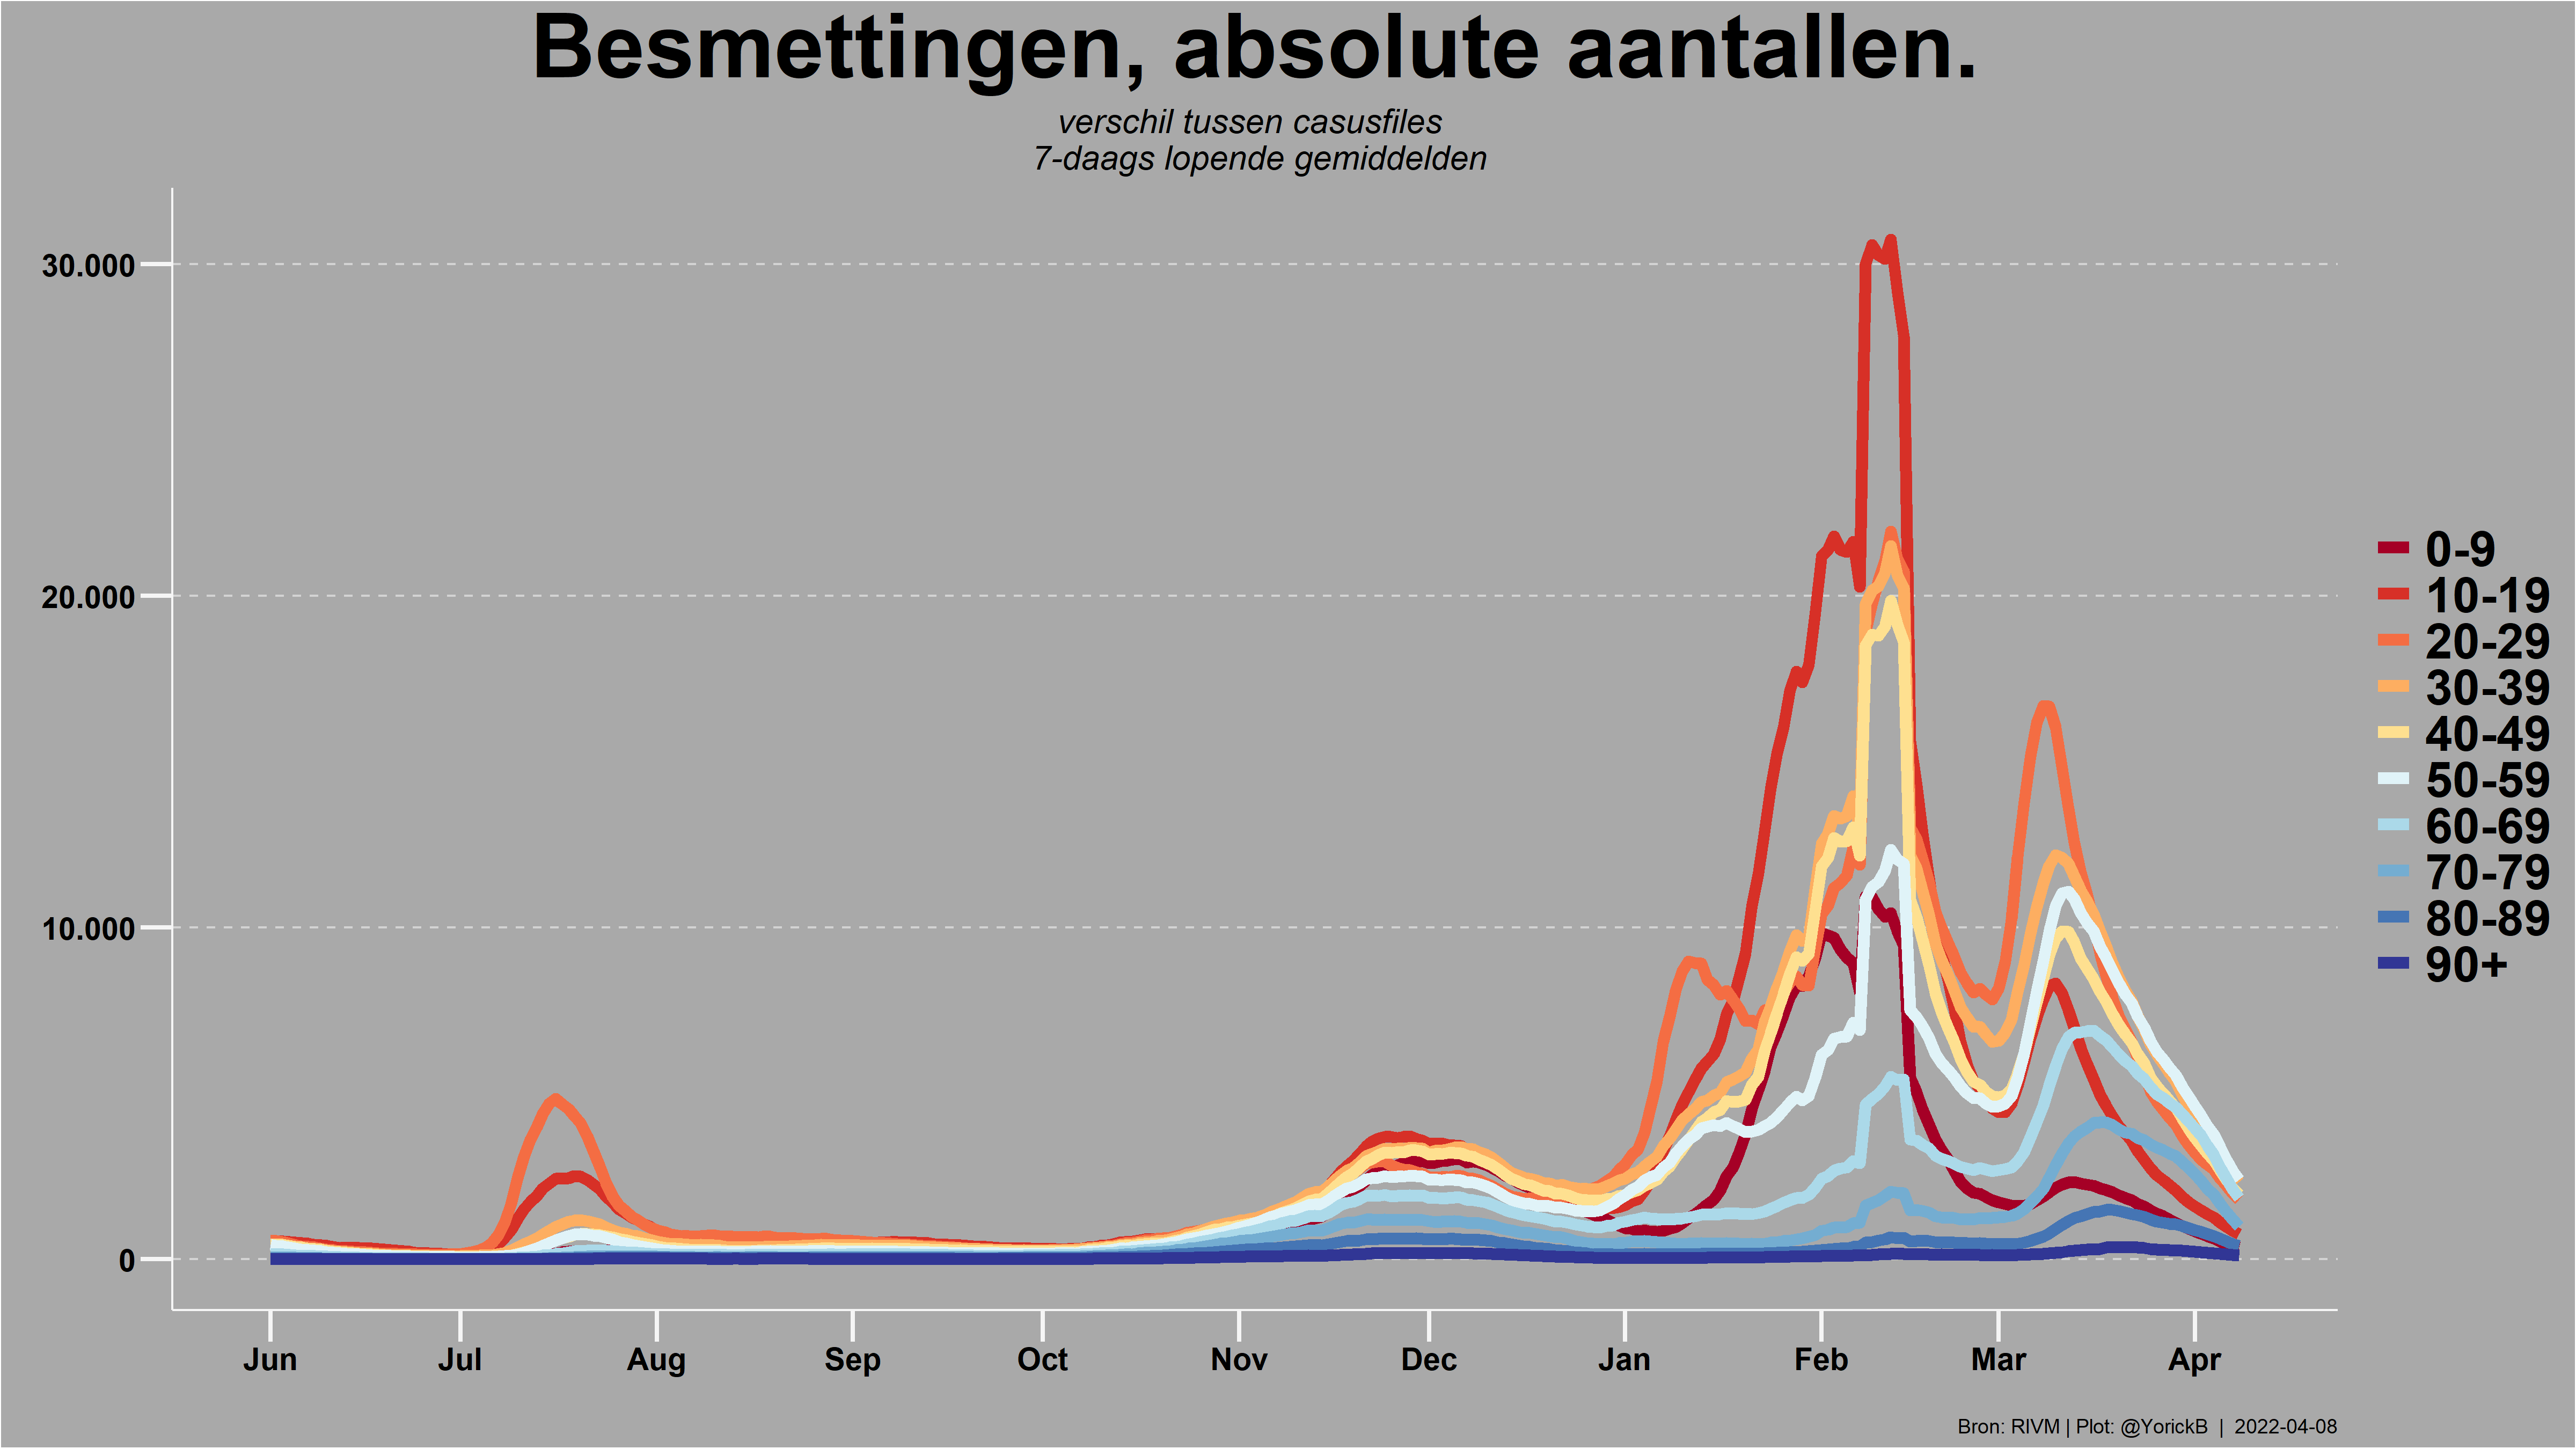 Besmettingen, absolute aantallen.
verschil tussen casusfiles
7-daags lopende gemiddelden
30.000
20.000
10.000
0
Jun Jul Aug Sep Oct Nov Dec Jan Feb Mar Apr
0-9
10-19
20-29
30-39
40-49
50-59
60-69
70-79
80-89
90+
Bron: RIVM | Plot: @YorickB | 2022-04-08